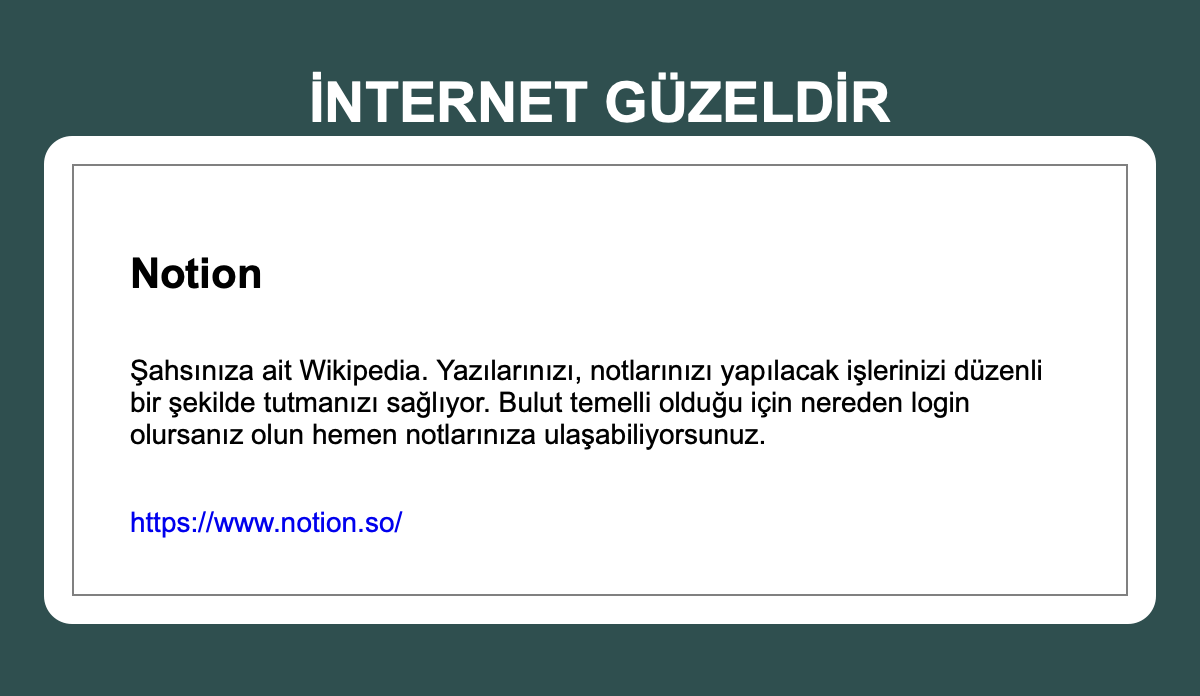 İNTERNET GÜZELDİR
Notion
Şahsınıza ait Wikipedia. Yazılarınızı, notlarınızı yapılacak işlerinizi düzenli
bir şekilde tutmanızı sağlıyor. Bulut temelli olduğu için nereden login
olursanız olun hemen notlarınıza ulaşabiliyorsunuz.
https://www.notion.so/